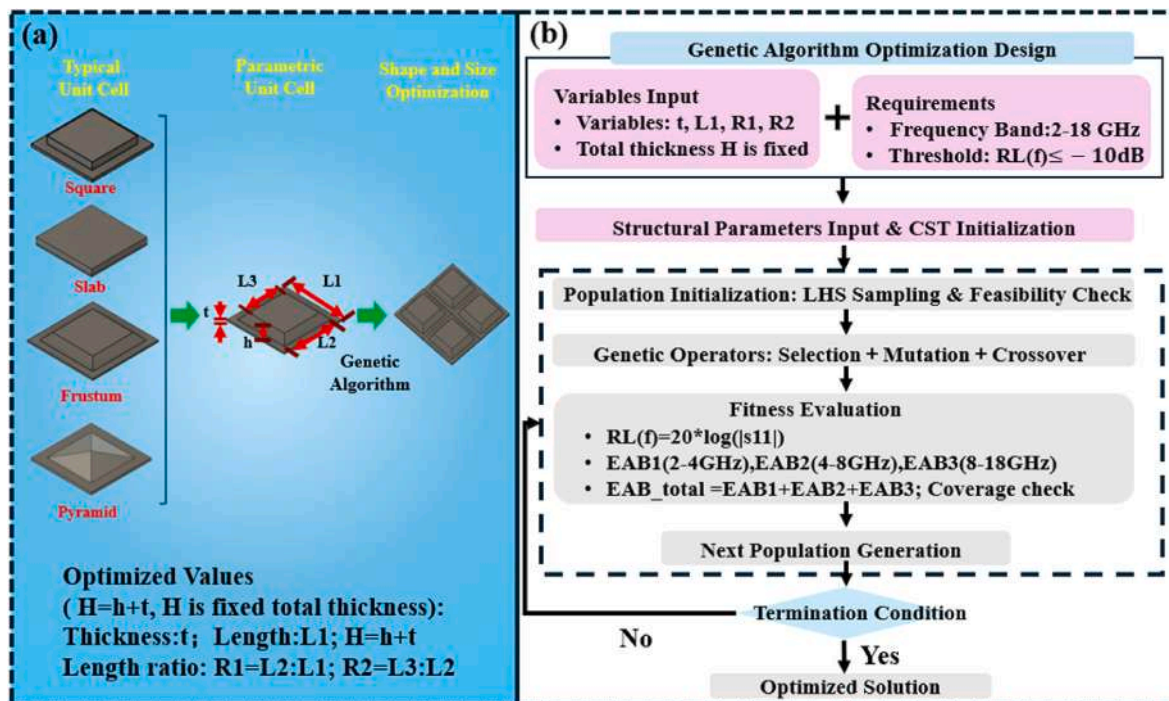 (a)
Typical
Unit Cell
Parametric
Unit Cell
Shape and Size
Optimization
Square
Slab
Frustum
Pyramid
L3
L1
t
h
L2
Genetic
Algorithm
Optimized Values
( H=h+t, H is fixed total thickness):
Thickness:t; Length:L1; H=h+t
Length ratio: R1=L2:L1; R2=L3:L2
(b)
Genetic Algorithm Optimization Design
Variables Input
• Variables: t, L1, R1, R2
• Total thickness H is fixed
+
Requirements
• Frequency Band:2-18 GHz
• Threshold: RL(f)≤ − 10dB
Structural Parameters Input & CST Initialization
Population Initialization: LHS Sampling & Feasibility Check
Genetic Operators: Selection + Mutation + Crossover
Fitness Evaluation
• RL(f)=20*log(|s11|)
• EAB1(2-4GHz),EAB2(4-8GHz),EAB3(8-18GHz)
• EAB_total =EAB1+EAB2+EAB3; Coverage check
Next Population Generation
Termination Condition
No
Yes
Optimized Solution